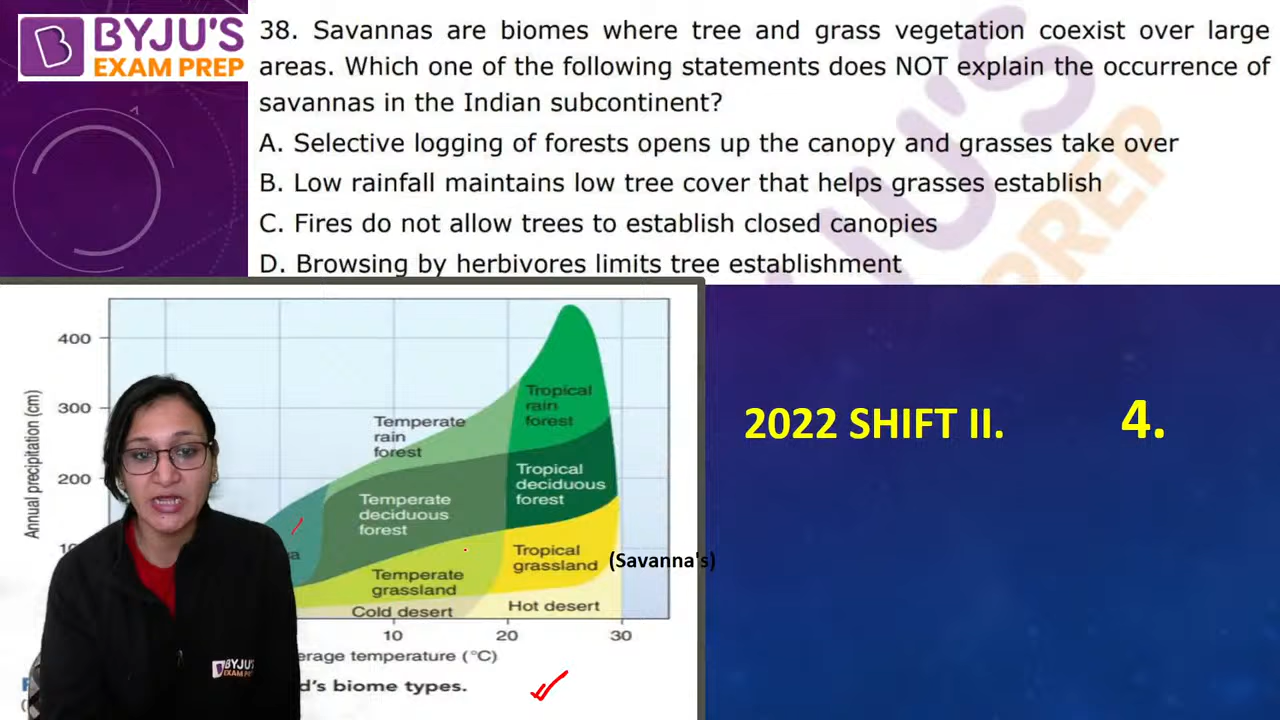 BYJU'S
EXAM PREP
38. Savannas are biomes where tree and grass vegetation coexist over large
areas. Which one of the following statements does NOT explain the occurrence of
savannas in the Indian subcontinent?
A. Selective logging of forests opens up the canopy and grasses take over
B. Low rainfall maintains low tree cover that helps grasses establish
C. Fires do not allow trees to establish closed canopies
D. Browsing by herbivores limits tree establishment
BYJU'S
PREP
Annual precipitation (cm)
400
300
200
Tropical
rain
forest
Temperate
rain
forest
Tropical
deciduous
forest
Temperate
deciduous
forest
Tropical
grassland
(Savanna's)
Temperate
grassland
Cold desert
Hot desert
10
20
30
erage temperature (°C)
d's biome types.
2022 SHIFT II.
4.
BYJU'S
EXAM PREP